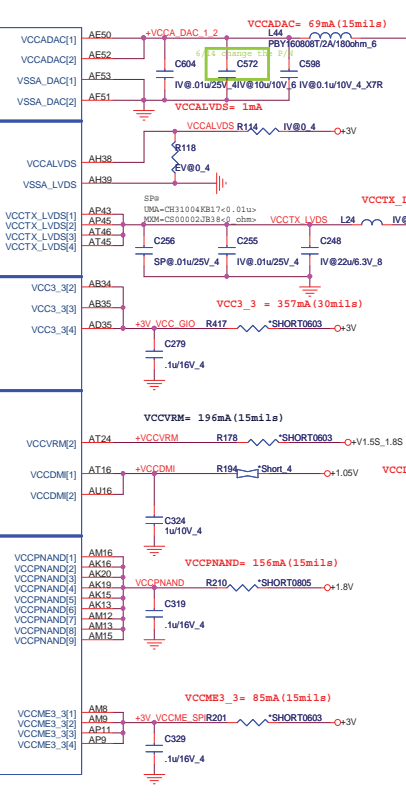 VCCADAC= 69mA(15mils)
VCCADAC[1] AE50 +VCCA_DAC_1_2 L44
PBY160808T/2A/180ohm_6
VCCADAC[2] AE52
6/14 change the P/N
VSSA_DAC[1] AF53 C604 C572 C598
IV@.01u/25V_4 IV@10u/10V_6 IV@0.1u/10V_4_X7R
VSSA_DAC[2] AF51
VCCALVDS= 1mA
VCCALVDS R114 IV@0_4 +3V
R118
VCCALVDS AH38 EV@0_4
VSSA_LVDS AH39
SP@
UMA=CH31004KB17<0.01u>
MXM=CS00002JB38<0 ohm>
VCCTX_L
VCCTX_LVDS[1] AP43
VCCTX_LVDS[2] AP45 VCCTX_LVDS L24 IV@
VCCTX_LVDS[3] AT46
VCCTX_LVDS[4] AT45
C256 C255 C248
SP@.01u/25V_4 IV@.01u/25V_4 IV@22u/6.3V_8
VCC3_3[2] AB34
VCC3_3[3] AB35
VCC3_3 = 357mA(30mils)
VCC3_3[4] AD35 +3V_VCC_GIO R417 *SHORT0603 +3V
C279
.1u/16V_4
VCCVRM= 196mA(15mils)
VCCVRM[2] AT24 +VCCVRM R178 *SHORT0603 +V1.5S_1.8S
VCCDMI[1] AT16 +VCCDMI R194 *Short_4 +1.05V VCCD
VCCDMI[2] AU16
C324
1u/10V_4
VCCPNAND[1] AM16
VCCPNAND[2] AK16
VCCPNAND= 156mA(15mils)
VCCPNAND[3] AK20
VCCPNAND[4] AK19 VCCPNAND R210 *SHORT0805 +1.8V
VCCPNAND[5] AK15
VCCPNAND[6] AK13
VCCPNAND[7] AM12
VCCPNAND[8] AM13
VCCPNAND[9] AM15
C319
.1u/16V_4
VCCME3_3= 85mA(15mils)
VCCME3_3[1] AM8
VCCME3_3[2] AM9 +3V_VCCME_SPI R201 *SHORT0603 +3V
VCCME3_3[3] AP11
VCCME3_3[4] AP9
C329
.1u/16V_4